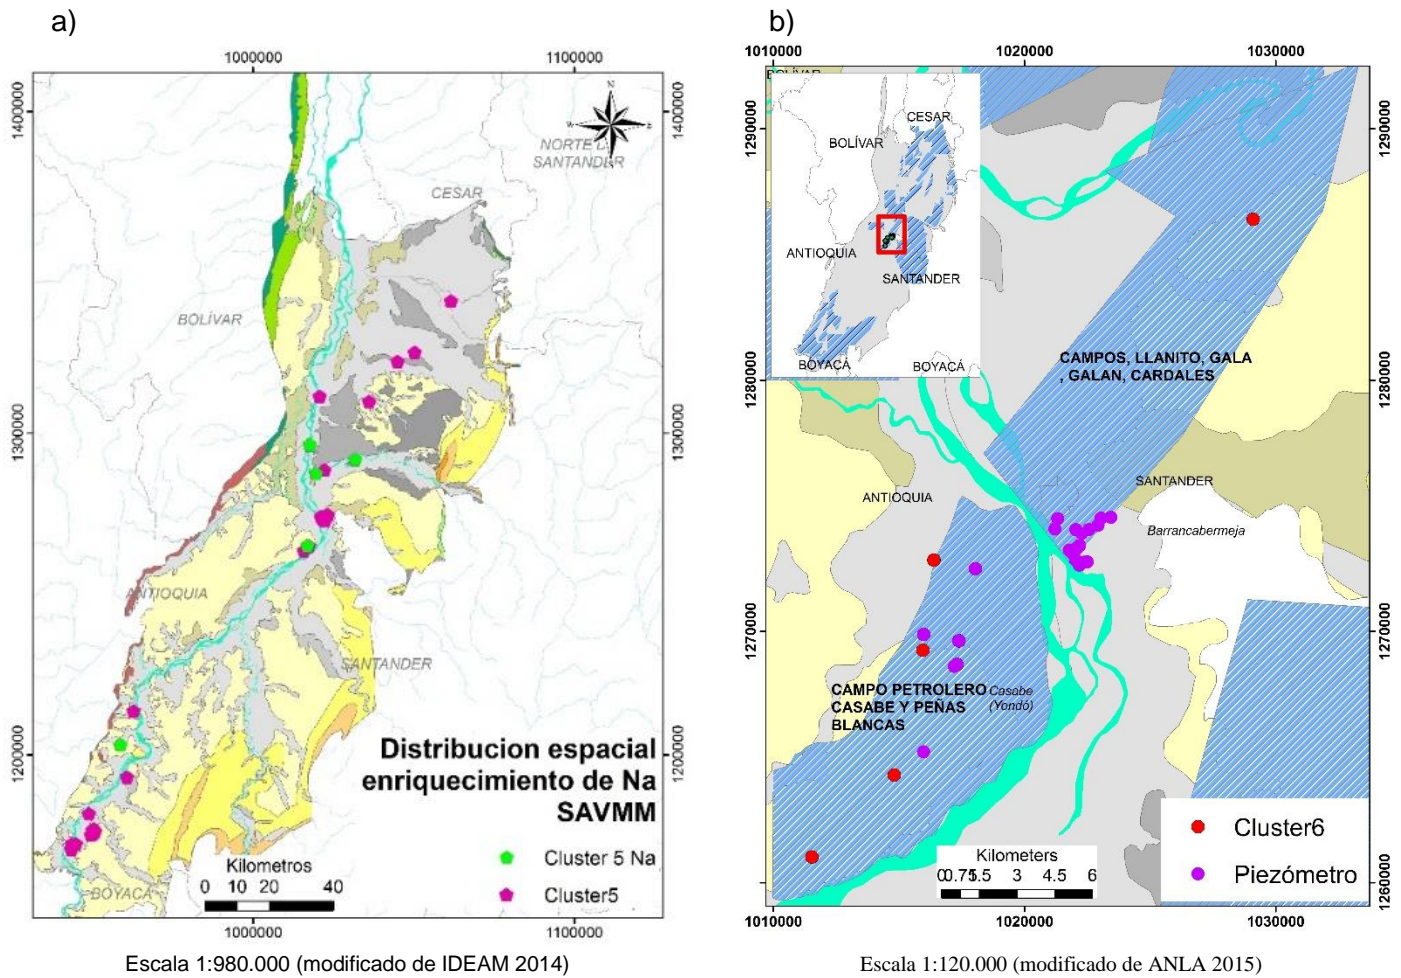 a)
1000000
1100000
1400000
1400000
N
W
E
S
NORTE D
SANTANDER
CESAR
BOLÍVAR
1300000
1300000
ANTIOQUIA
SANTANDER
1200000
1200000
Distribucion espacial
enriquecimiento de Na
SAVMM
Kilometros
0 10 20 40
Cluster 5 Na
Cluster5
BOYACÁ
1000000
1100000
Escala 1:980.000 (modificado de IDEAM 2014)
b)
1010000
1020000
1030000
BOLÍVAR
CESAR
BOLÍVAR
ANTIOQUIA
SANTANDER
BOYACÁ
BOYACÁ
1290000
1290000
CAMPOS, LLANITO, GALA
, GALAN, CARDALES
1280000
1280000
ANTIOQUIA
SANTANDER
Barrancabermeja
1270000
1270000
CAMPO PETROLERO
CASABE Y PEÑAS
BLANCAS
Casabe
(Yondó)
Cluster6
Piezómetro
Kilometers
0 0.75 1.5 3 4.5 6
1260000
1260000
1010000
1020000
1030000
Escala 1:120.000 (modificado de ANLA 2015)